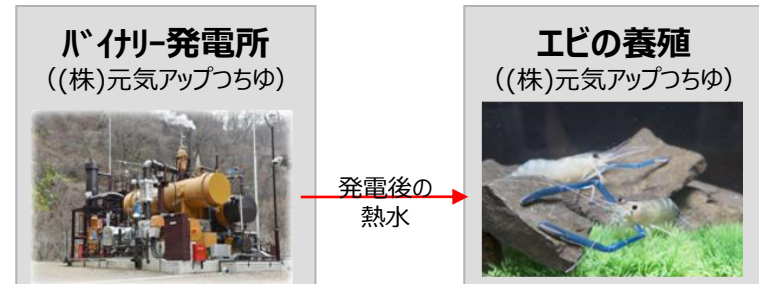 ﾊﾞｲﾅﾘｰ発電所
（(株)元気アップつちゆ）
発電後の
熱水
エビの養殖
（(株)元気アップつちゆ）